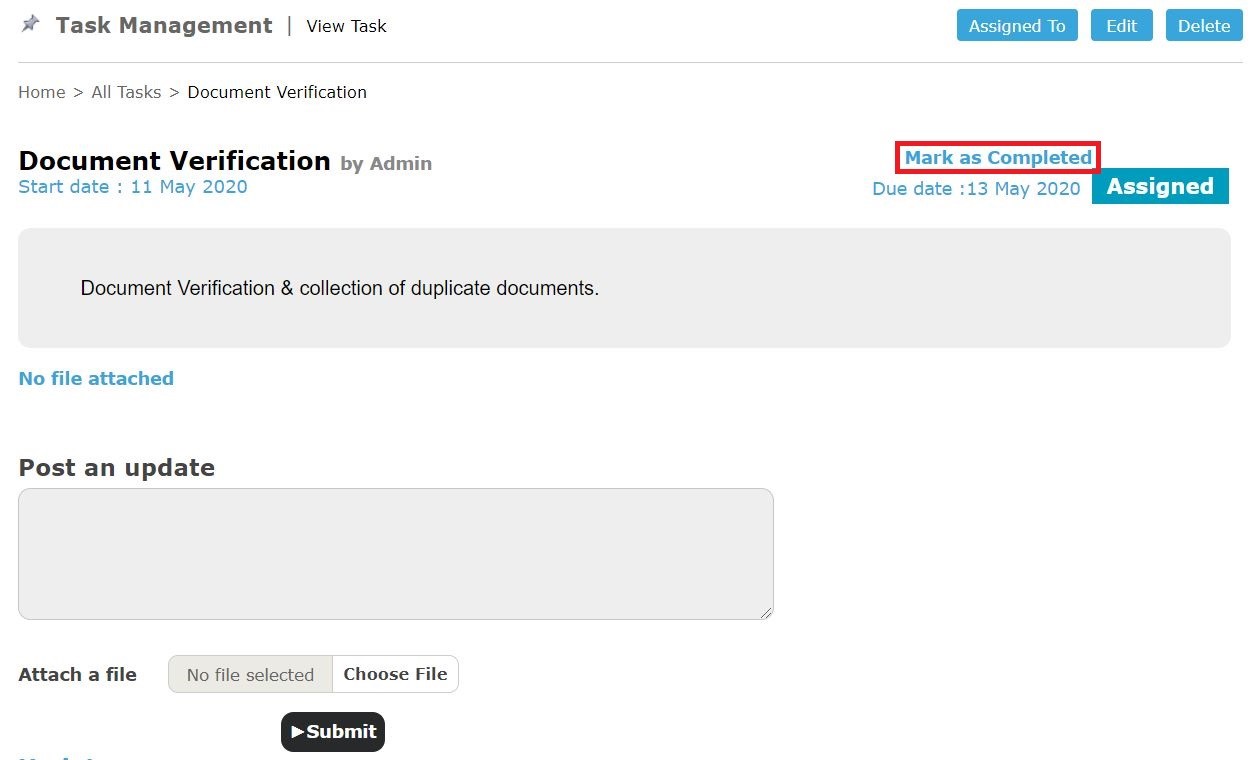 Task Management | View Task
Assigned To Edit Delete
Home > All Tasks > Document Verification
Document Verification by Admin
Mark as Completed
Start date : 11 May 2020
Due date :13 May 2020 Assigned
Document Verification & collection of duplicate documents.
No file attached
Post an update
Attach a file No file selected Choose File
▶Submit